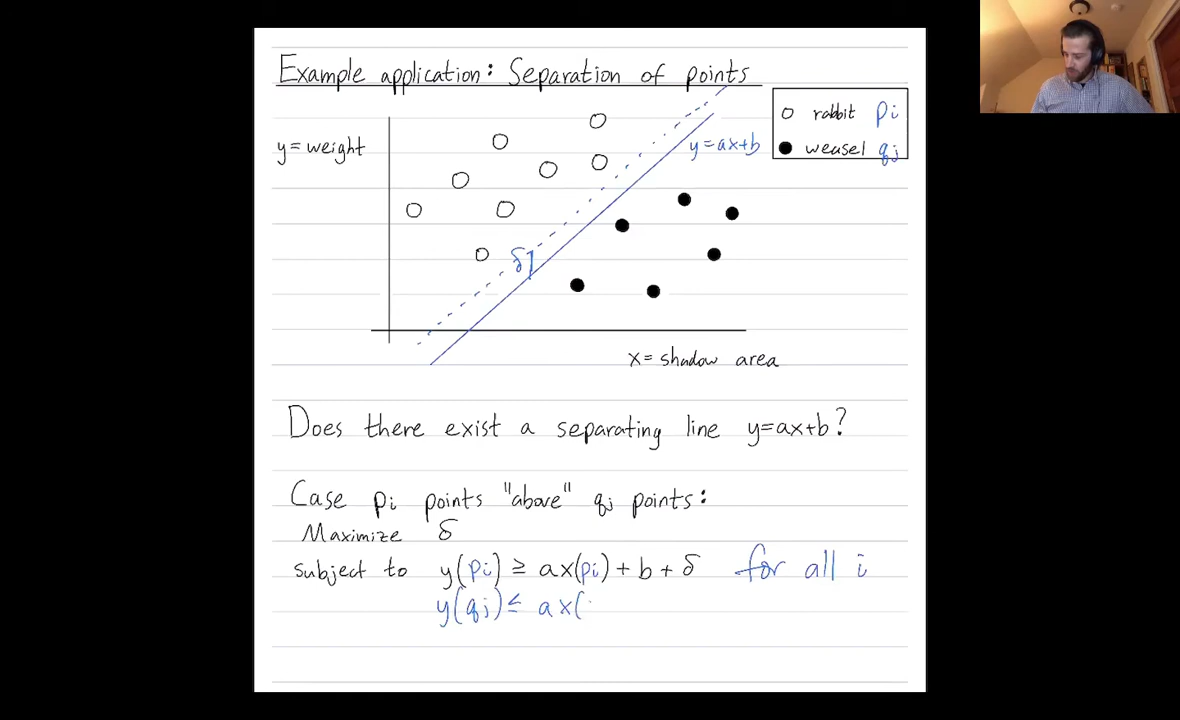 Example application: Separation of points
y = weight
y=ax+b
rabbit pi
weasel qj
δ
x = shadow area
Does there exist a separating line y=ax+b?
Case pi points "above" qj points:
Maximize δ
subject to y(pi) ≥ ax(pi) + b + δ for all i
y(qj) ≤ ax(